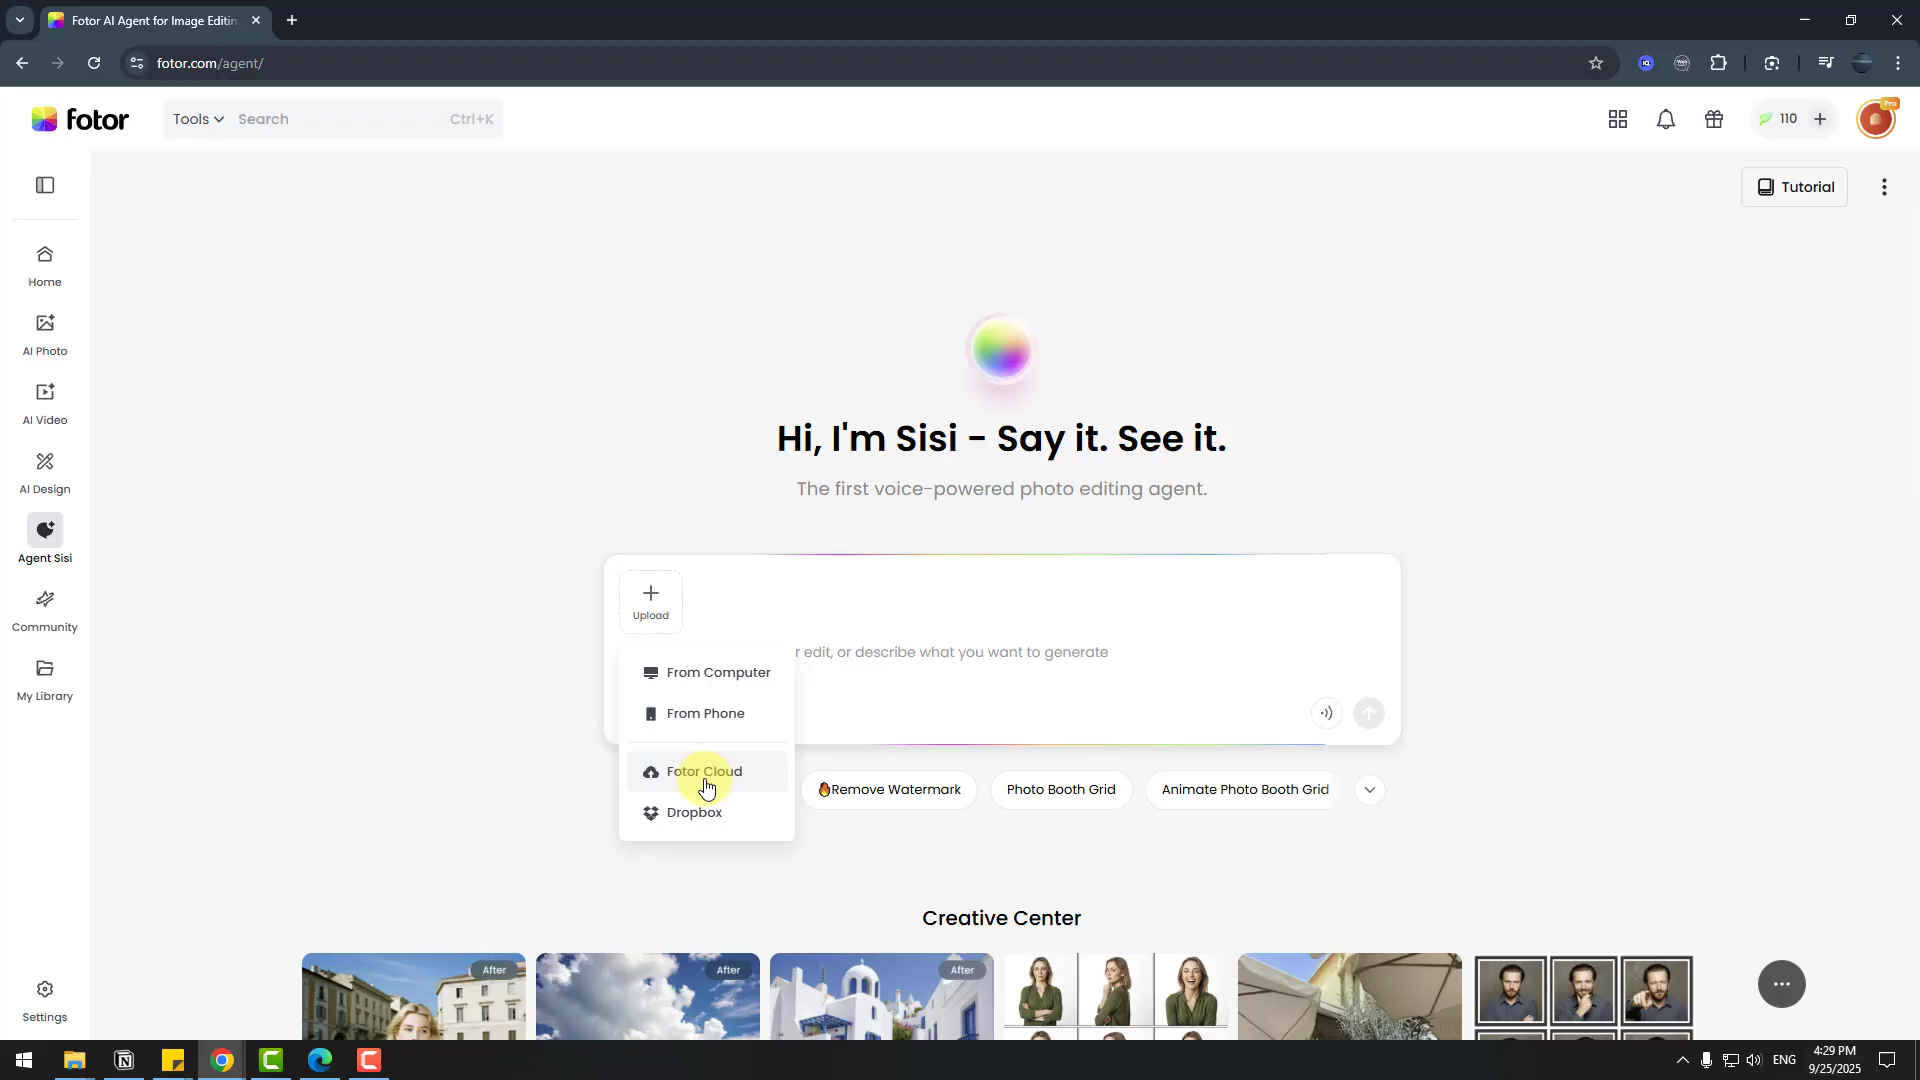 Fotor AI Agent for Image Editin
fotor.com/agent/
fotor
Tools
Search
Ctrl+K
110
Pro
Tutorial
Home
AI Photo
AI Video
AI Design
Agent Sisi
Community
My Library
Settings
Hi, I'm Sisi - Say it. See it.
The first voice-powered photo editing agent.
Upload
r edit, or describe what you want to generate
From Computer
From Phone
Fotor Cloud
Dropbox
Remove Watermark
Photo Booth Grid
Animate Photo Booth Grid
Creative Center
After
After
After
ENG
4:29 PM
9/25/2025